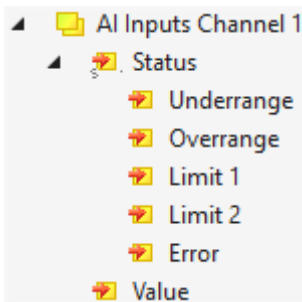 AI Inputs Channel 1
Status
Underrange
Overrange
Limit 1
Limit 2
Error
Value